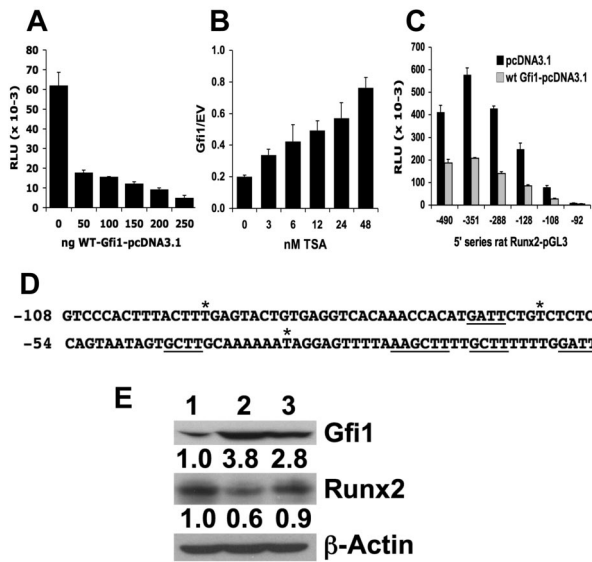 A
RLU (x 10-3)
80
70
60
50
40
30
20
10
0
0 50 100 150 200 250
ng WT-Gfi1-pcDNA3.1
B
Gfi1/EV
1.0
0.8
0.6
0.4
0.2
0.0
0 3 6 12 24 48
nM TSA
C
pcDNA3.1
wt Gfi1-pcDNA3.1
RLU (x 10-3)
700
600
500
400
300
200
100
0
-490 -351 -288 -128 -108 -92
5' series rat Runx2-pGL3
D
* *
-108 GTCCCACTTTACTTTGAGTACTGTGAGGTCACAAACCACATGATTCTGTCTCTC
*
-54 CAGTAATAGTGCTTGCAAAAAATAGGAGTTTTAAAGCTTTTGCTTTTTTGGATT
E
1 2 3
Gfi1
1.0 3.8 2.8
Runx2
1.0 0.6 0.9
β-Actin